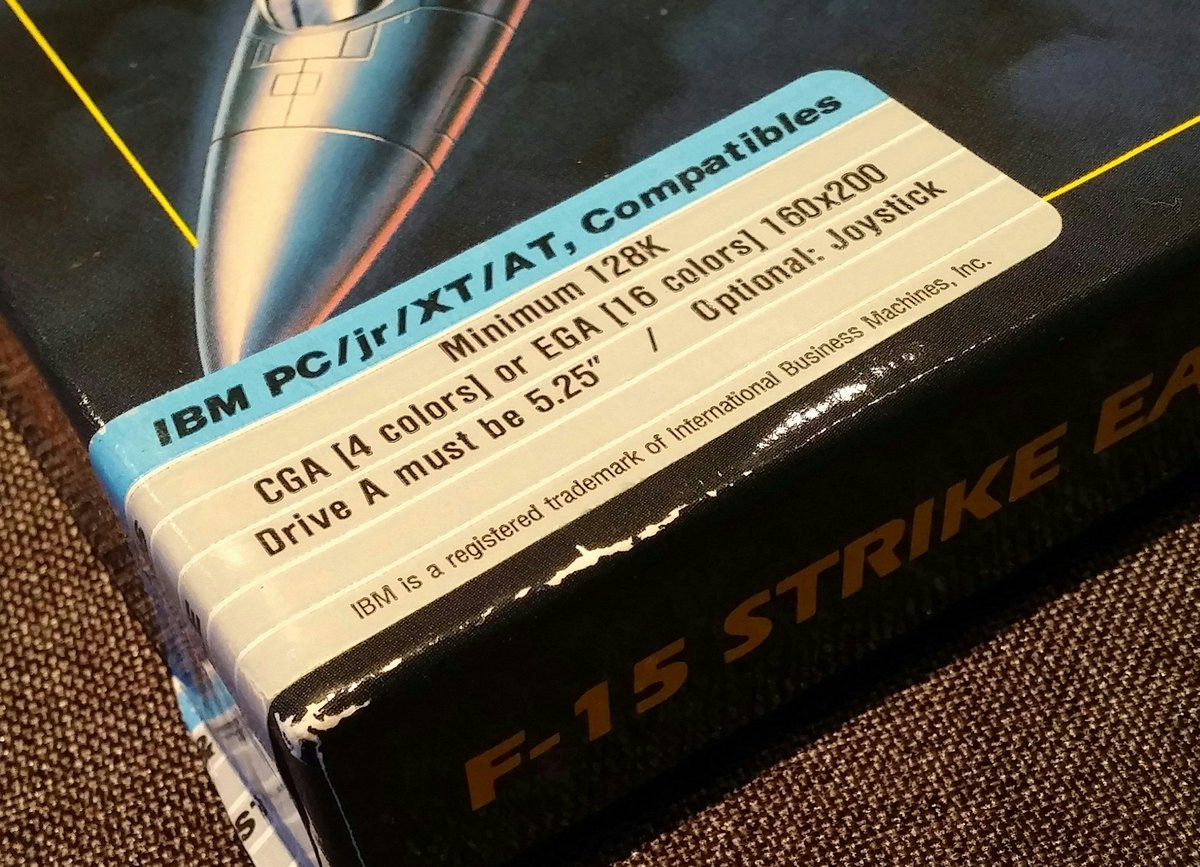 IBM PC/jr/XT/AT, Compatibles
Minimum 128K
CGA [4 colors] or EGA [16 colors] 160x200
Drive A must be 5.25" / Optional: Joystick
IBM is a registered trademark of International Business Machines, Inc.
F-15 STRIKE EA